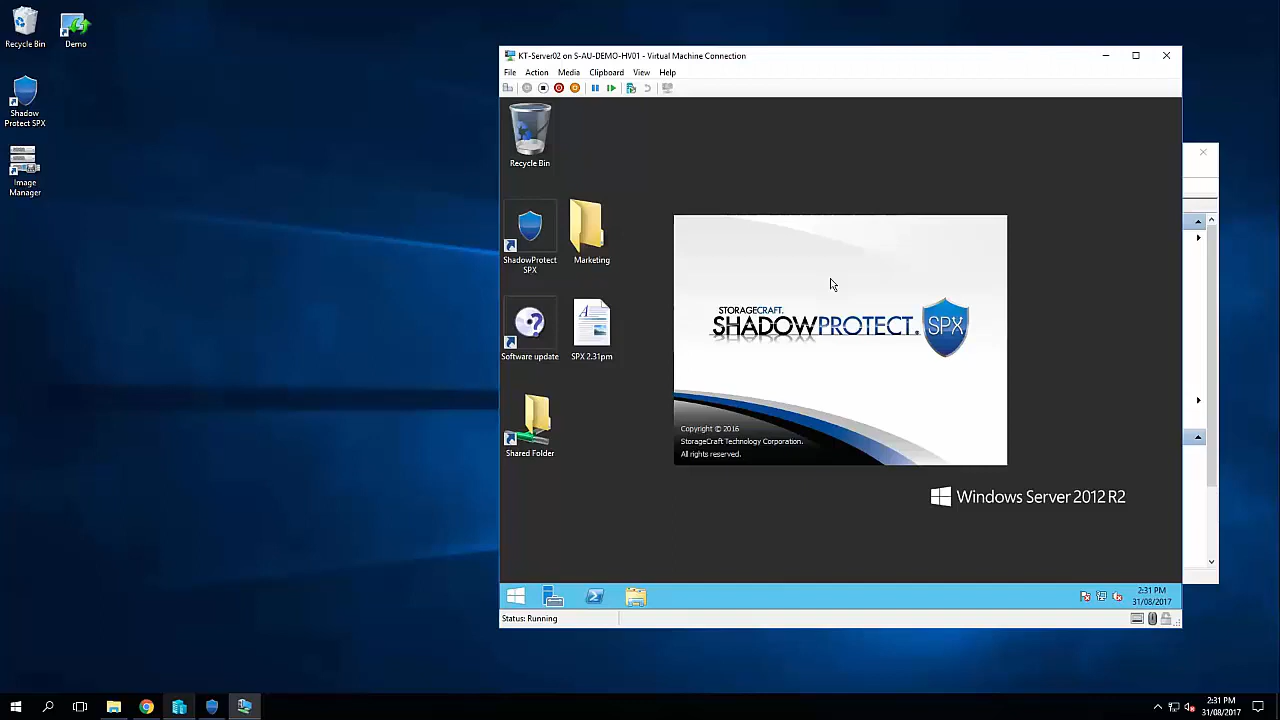 Recycle Bin
Demo
Shadow
Protect SPX
Image
Manager
KT-Server02 on S-AU-DEMO-HV01 - Virtual Machine Connection
File Action Media Clipboard View Help
Recycle Bin
ShadowProtect
SPX
Marketing
Software update
SPX 2.31pm
Shared Folder
STORAGECRAFT.
SHADOWPROTECT. SPX
Copyright © 2016
StorageCraft Technology Corporation.
All rights reserved.
Windows Server 2012 R2
2:31 PM
31/08/2017
Status: Running
2:31 PM
31/08/2017